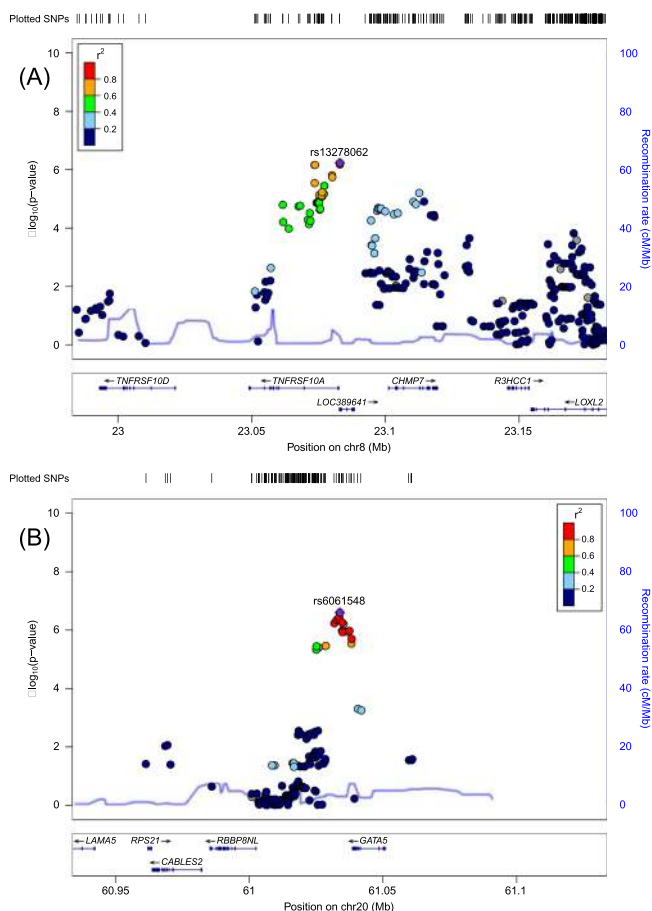 Plotted SNPs
(A)
r2
0.8
0.6
0.4
0.2
rs13278062
10
8
6
4
2
0
100
80
60
40
20
0
□log10(p−value)
Recombination rate (cM/Mb)
TNFRSF10D
TNFRSF10A
CHMP7
R3HCC1
LOC389641
LOXL2
23
23.05
23.1
23.15
Position on chr8 (Mb)
Plotted SNPs
(B)
r2
0.8
0.6
0.4
0.2
rs6061548
10
8
6
4
2
0
100
80
60
40
20
0
□log10(p−value)
Recombination rate (cM/Mb)
LAMA5
RPS21
RBBP8NL
GATA5
CABLES2
60.95
61
61.05
61.1
Position on chr20 (Mb)